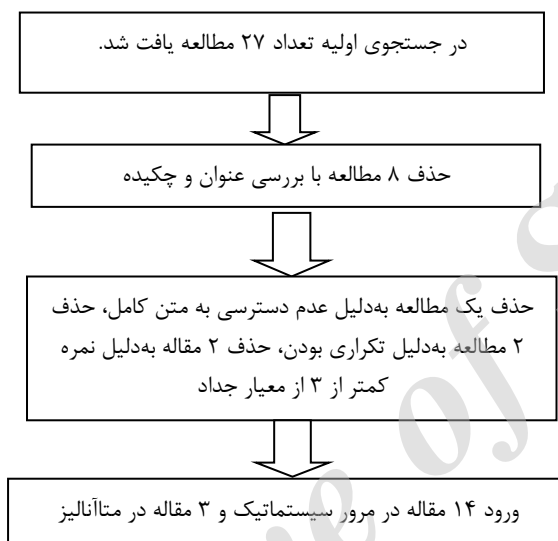 در جستجوی اولیه تعداد ۲۷ مطالعه یافت شد.
حذف ۸ مطالعه با بررسی عنوان و چکیده
حذف یک مطالعه به‌دلیل عدم دسترسی به متن کامل، حذف
۲ مطالعه به‌دلیل تکراری بودن، حذف ۲ مقاله به‌دلیل نمره
کمتر از ۳ از معیار جداد
ورود ۱۴ مقاله در مرور سیستماتیک و ۳ مقاله در متاآنالیز